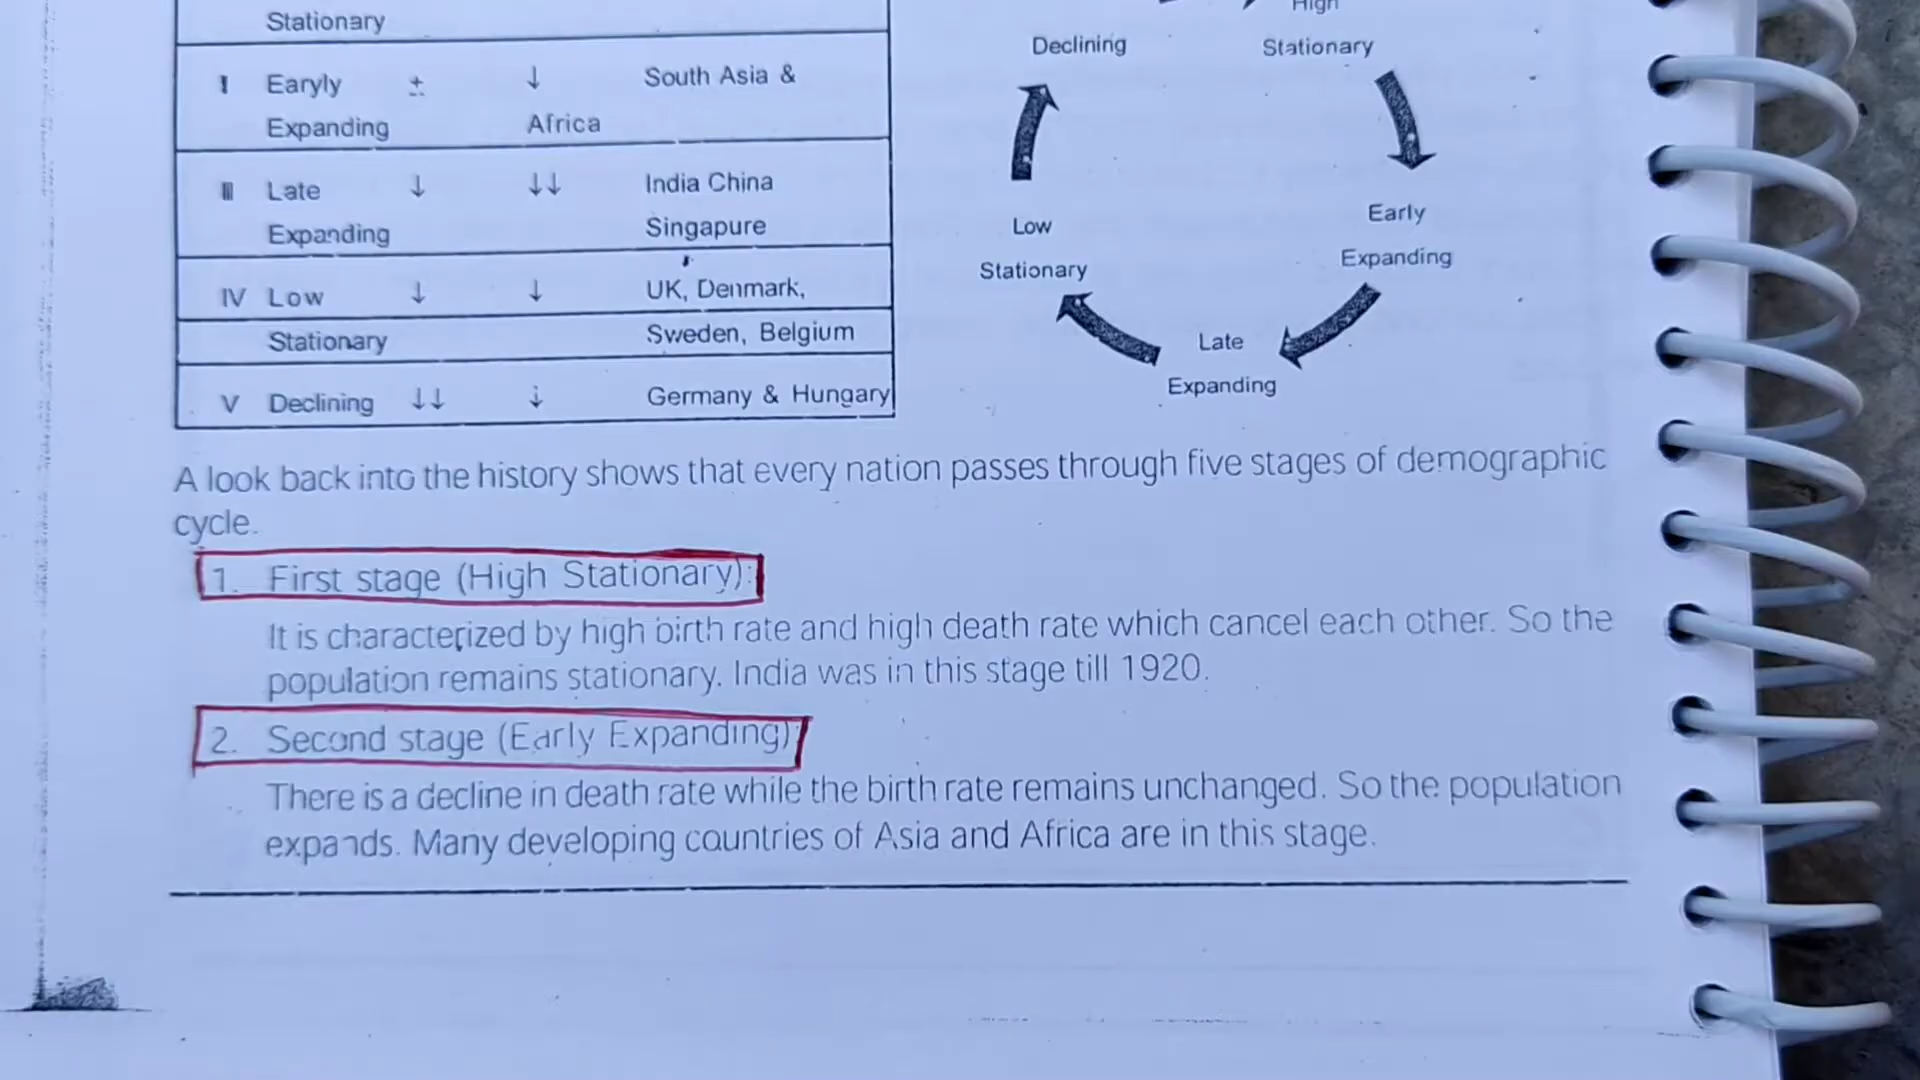 High
Stationary
Declining
Stationary
I Earyly ± ↓ South Asia &
Expanding Africa
III Late ↓ ↓↓ India China
Expanding Singapure
Early
Expanding
Low
Stationary
IV Low ↓ ↓ UK, Denmark,
Stationary Sweden, Belgium
Late
Expanding
V Declining ↓↓ ↓ Germany & Hungary
A look back into the history shows that every nation passes through five stages of demographic
cycle.
1. First stage (High Stationary):
It is characterized by high birth rate and high death rate which cancel each other. So the
population remains stationary. India was in this stage till 1920.
2. Second stage (Early Expanding):
There is a decline in death rate while the birth rate remains unchanged. So the population
expands. Many developing countries of Asia and Africa are in this stage.